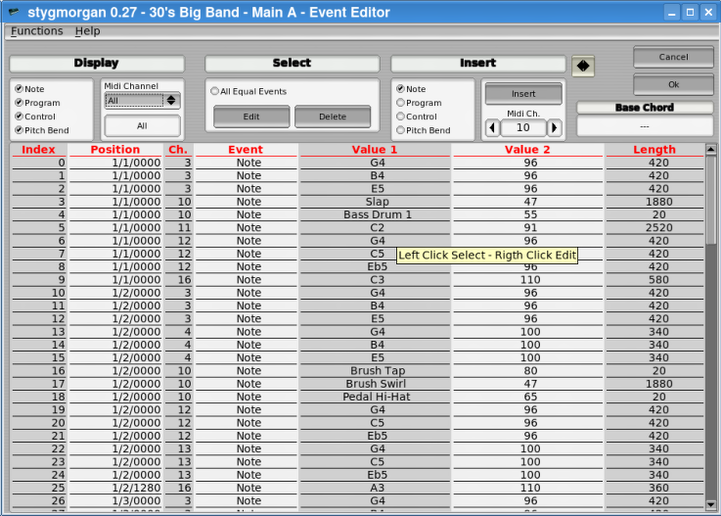 stygmorgan 0.27 - 30's Big Band - Main A - Event Editor
Functions Help
Display Select Insert Cancel
Note Midi Channel All Equal Events Note Insert Ok
Program All Program
Control Edit Delete Control Midi Ch. Base Chord
Pitch Bend All Pitch Bend 10 ---
Index Position Ch. Event Value 1 Value 2 Length
0 1/1/0000 3 Note G4 96 420
1 1/1/0000 3 Note B4 96 420
2 1/1/0000 3 Note E5 96 420
3 1/1/0000 10 Note Slap 47 1880
4 1/1/0000 10 Note Bass Drum 1 55 20
5 1/1/0000 11 Note C2 91 2520
6 1/1/0000 12 Note G4 96 420
7 1/1/0000 12 Note C5 420
Left Click Select - Rigth Click Edit
8 1/1/0000 12 Note Eb5 96 420
9 1/1/0000 16 Note C3 110 580
10 1/2/0000 3 Note G4 96 420
11 1/2/0000 3 Note B4 96 420
12 1/2/0000 3 Note E5 96 420
13 1/2/0000 4 Note G4 100 340
14 1/2/0000 4 Note B4 100 340
15 1/2/0000 4 Note E5 100 340
16 1/2/0000 10 Note Brush Tap 80 20
17 1/2/0000 10 Note Brush Swirl 47 1880
18 1/2/0000 10 Note Pedal Hi-Hat 65 20
19 1/2/0000 12 Note G4 96 420
20 1/2/0000 12 Note C5 96 420
21 1/2/0000 12 Note Eb5 96 420
22 1/2/0000 13 Note G4 100 340
23 1/2/0000 13 Note C5 100 340
24 1/2/0000 13 Note Eb5 100 340
25 1/2/1280 16 Note A3 110 360
26 1/3/0000 3 Note G4 96 420